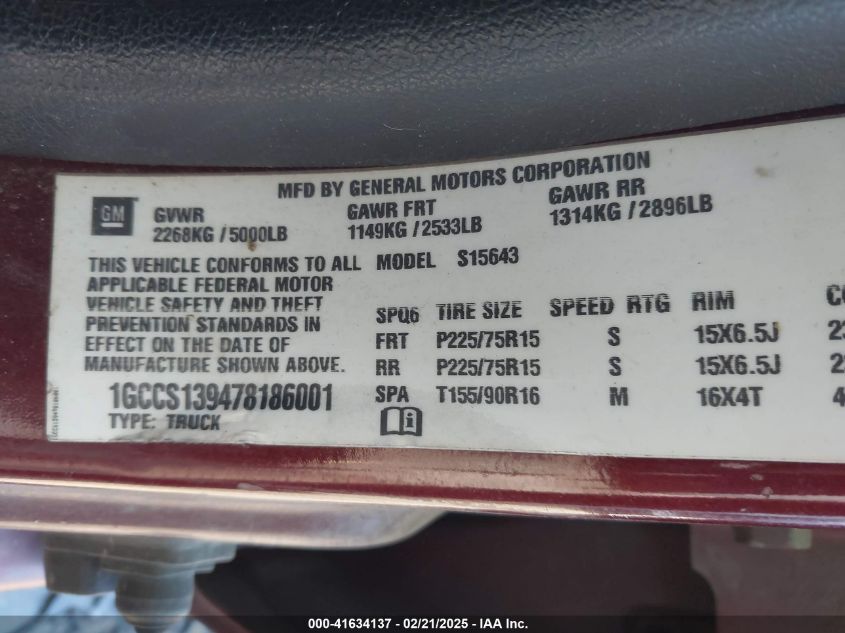 MFD BY GENERAL MOTORS CORPORATION
GM
GVWR GAWR FRT GAWR RR
2268KG / 5000LB 1149KG / 2533LB 1314KG / 2896LB
THIS VEHICLE CONFORMS TO ALL
APPLICABLE FEDERAL MOTOR
VEHICLE SAFETY AND THEFT
PREVENTION STANDARDS IN
EFFECT ON THE DATE OF
MANUFACTURE SHOWN ABOVE.
1GCCS139478186001
TYPE: TRUCK
MODEL S15643
SPQ6 TIRE SIZE SPEED RTG RIM
FRT P225/75R15 S 15X6.5J
RR P225/75R15 S 15X6.5J
SPA T155/90R16 M 16X4T
000-41634137 - 02/21/2025 - IAA Inc.